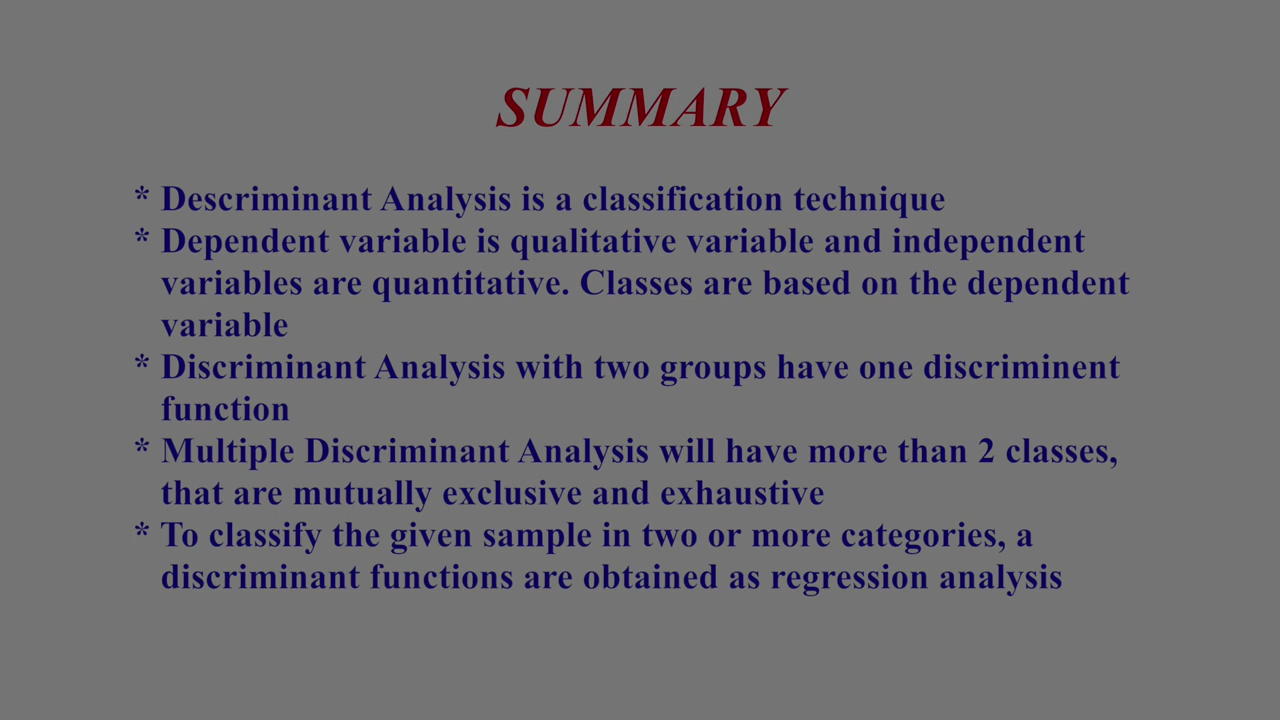 SUMMARY
* Descriminant Analysis is a classification technique
* Dependent variable is qualitative variable and independent
variables are quantitative. Classes are based on the dependent
variable
* Discriminant Analysis with two groups have one discriminent
function
* Multiple Discriminant Analysis will have more than 2 classes,
that are mutually exclusive and exhaustive
* To classify the given sample in two or more categories, a
discriminant functions are obtained as regression analysis